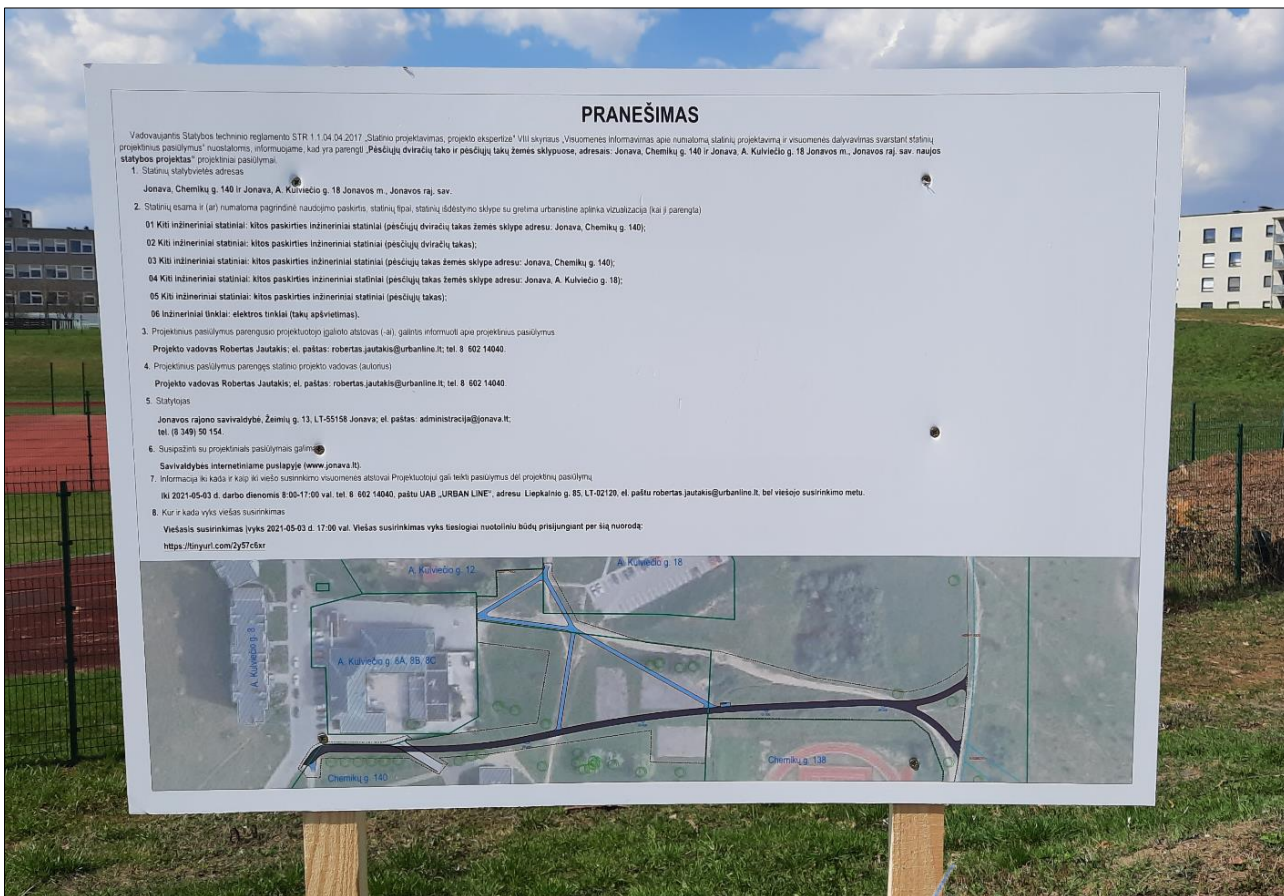 PRANEŠIMAS
Vadovaujantis Statybos techninio reglamento STR 1.1.04.04.2017 „Statinio projektavimas, projekto ekspertizė" VIII skyriaus „Visuomenės informavimas apie numatomą statinių projektavimą ir visuomenės dalyvavimas svarstant statinių
projektinius pasiūlymus" nuostatomis, informuojame, kad yra parengti „Pėsčiųjų dviračių tako ir pėsčiųjų takų žemės sklypuose, adresais: Jonava, Chemikų g. 140 ir Jonava, A. Kulviečio g. 18 Jonavos m., Jonavos raj. sav. naujos
statybos projektas" projektiniai pasiūlymai.
1. Statinių statybvietės adresas
Jonava, Chemikų g. 140 ir Jonava, A. Kulviečio g. 18 Jonavos m., Jonavos raj. sav.
2. Statinių esama ir (ar) numatoma pagrindinė naudojimo paskirtis, statinių tipai, statinių išdėstymo sklype su gretima urbanistine aplinka vizualizacija (kai ji parengta)
01 Kiti inžineriniai statiniai: kitos paskirties inžineriniai statiniai (pėsčiųjų dviračių takas žemės sklype adresu: Jonava, Chemikų g. 140);
02 Kiti inžineriniai statiniai: kitos paskirties inžineriniai statiniai (pėsčiųjų dviračių takas);
03 Kiti inžineriniai statiniai: kitos paskirties inžineriniai statiniai (pėsčiųjų takas žemės sklype adresu: Jonava, Chemikų g. 140);
04 Kiti inžineriniai statiniai: kitos paskirties inžineriniai statiniai (pėsčiųjų takas žemės sklype adresu: Jonava, A. Kulviečio g. 18);
05 Kiti inžineriniai statiniai: kitos paskirties inžineriniai statiniai (pėsčiųjų takas);
06 Inžineriniai tinklai: elektros tinklai (takų apšvietimas).
3. Projektinius pasiūlymus parengusio projektuotojo įgalioto atstovas (-ai), galintis informuoti apie projektinius pasiūlymus
Projekto vadovas Robertas Jautakis; el. paštas: robertas.jautakis@urbanline.lt; tel. 8 602 14040.
4. Projektinius pasiūlymus parengęs statinio projekto vadovas (autorius)
Projekto vadovas Robertas Jautakis; el. paštas: robertas.jautakis@urbanline.lt; tel. 8 602 14040.
5. Statytojas
Jonavos rajono savivaldybė, Žeimių g. 13, LT-55158 Jonava; el. paštas: administracija@jonava.lt;
tel. (8 349) 50 154.
6. Susipažinti su projektiniais pasiūlymais galima
Savivaldybės internetiniame puslapyje (www.jonava.lt).
7. Informacija iki kada ir kaip iki viešo susirinkimo visuomenės atstovai Projektuotojui gali teikti pasiūlymus dėl projektinių pasiūlymų
Iki 2021-05-03 d. darbo dienomis 8:00-17:00 val. tel. 8 602 14040, paštu UAB „URBAN LINE", adresu Liepkalnio g. 85, LT-02120, el. paštu robertas.jautakis@urbanline.lt, bei viešojo susirinkimo metu.
8. Kur ir kada vyks viešas susirinkimas
Viešasis susirinkimas įvyks 2021-05-03 d. 17:00 val. Viešas susirinkimas vyks tiesiogiai nuotoliniu būdų prisijungiant per šią nuorodą:
https://tinyurl.com/2y57c6xr
A. Kulviečio g. 12
A. Kulviečio g. 18
A. Kulviečio g. 8
A. Kulviečio g. 8A, 8B, 8C
Chemikų g. 140
Chemikų g. 138